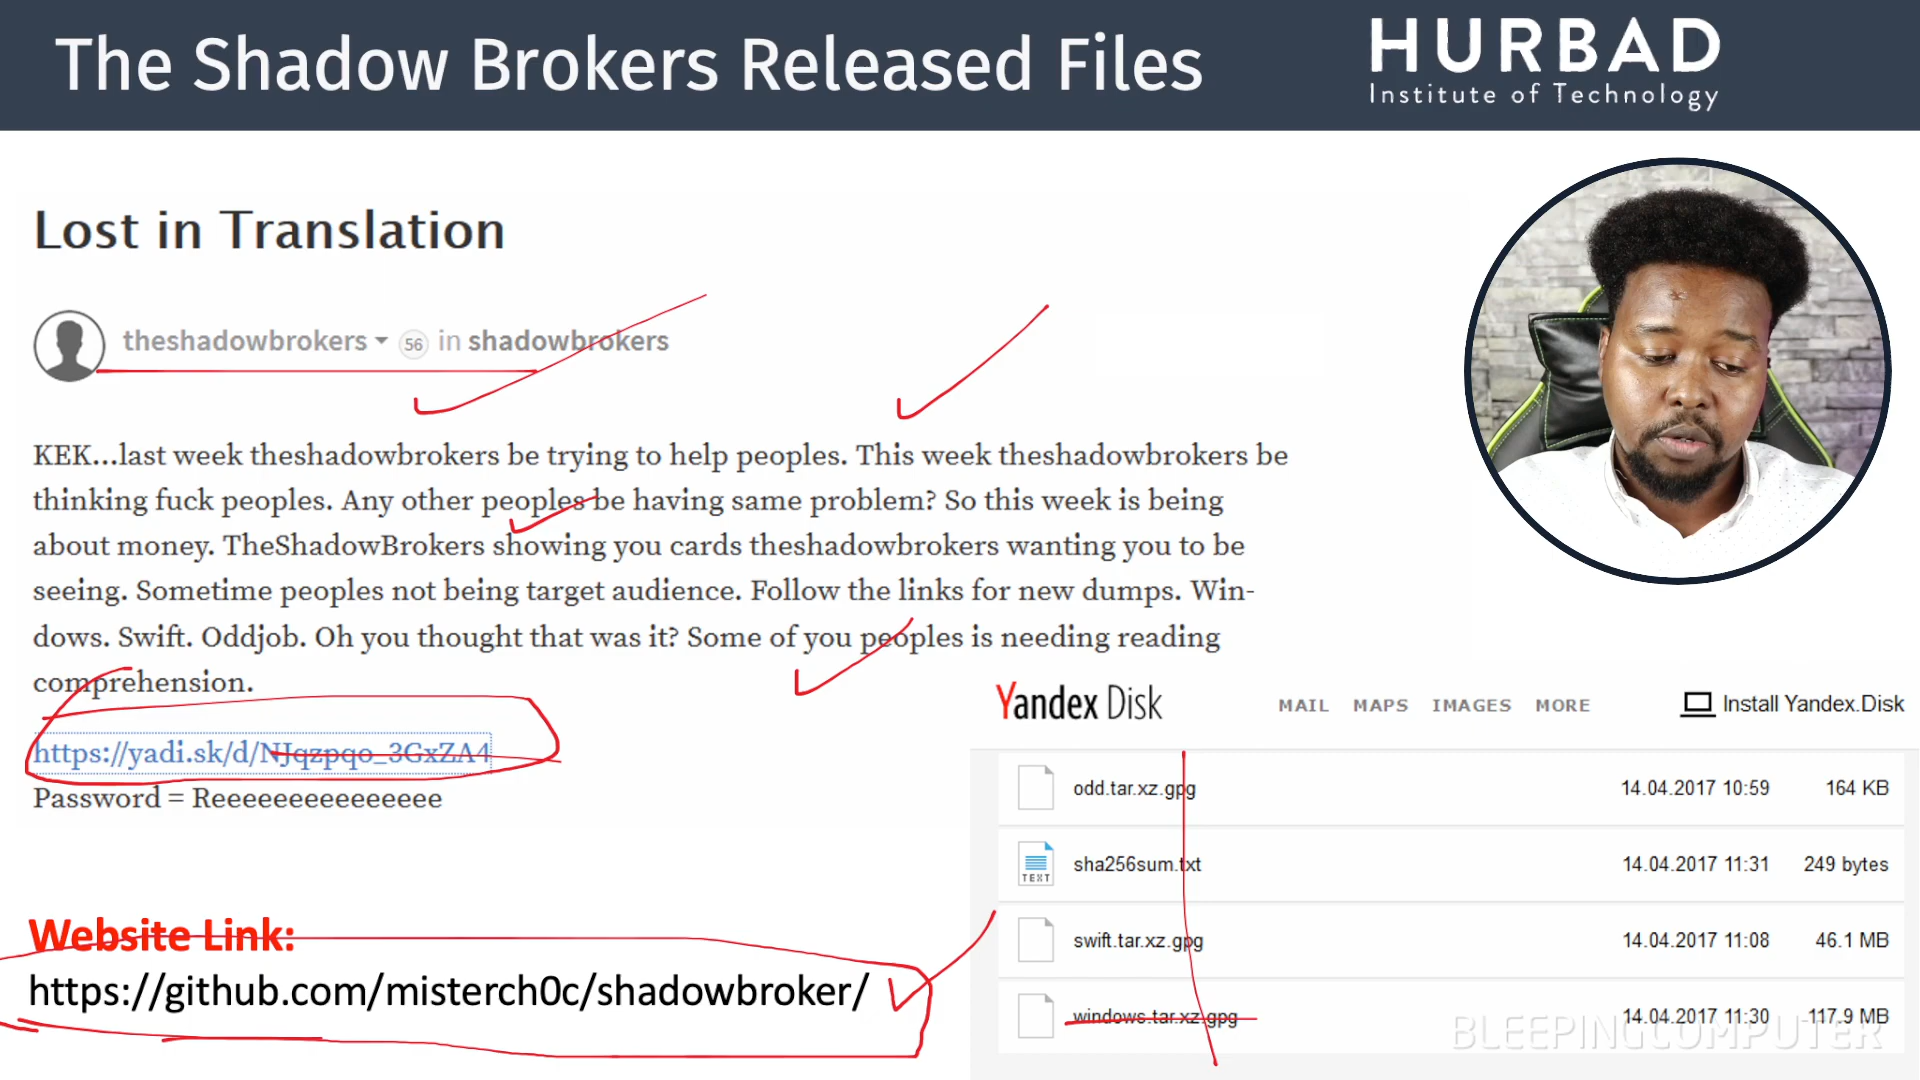 The Shadow Brokers Released Files
HURBAD
Institute of Technology
Lost in Translation
theshadowbrokers 56 in shadowbrokers
KEK...last week theshadowbrokers be trying to help peoples. This week theshadowbrokers be
thinking fuck peoples. Any other peoples be having same problem? So this week is being
about money. TheShadowBrokers showing you cards theshadowbrokers wanting you to be
seeing. Sometime peoples not being target audience. Follow the links for new dumps. Win-
dows. Swift. Oddjob. Oh you thought that was it? Some of you peoples is needing reading
comprehension.
https://yadi.sk/d/NJqzpqo_3GxZA4
Password = Reeeeeeeeeeeeeee
Website Link:
https://github.com/misterch0c/shadowbroker/
Yandex Disk MAIL MAPS IMAGES MORE Install Yandex.Disk
odd.tar.xz.gpg 14.04.2017 10:59 164 KB
TEXT sha256sum.txt 14.04.2017 11:31 249 bytes
swift.tar.xz.gpg 14.04.2017 11:08 46.1 MB
windows.tar.xz.gpg 14.04.2017 11:30 117.9 MB
BLEEPINGCOMPUTER